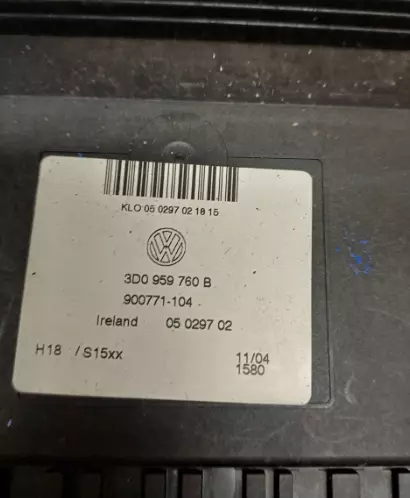 KLO 05 0297 02 18 15
3D0 959 760 B
900771-104
Ireland 05 0297 02
H18 /S15xx 11/04
1580